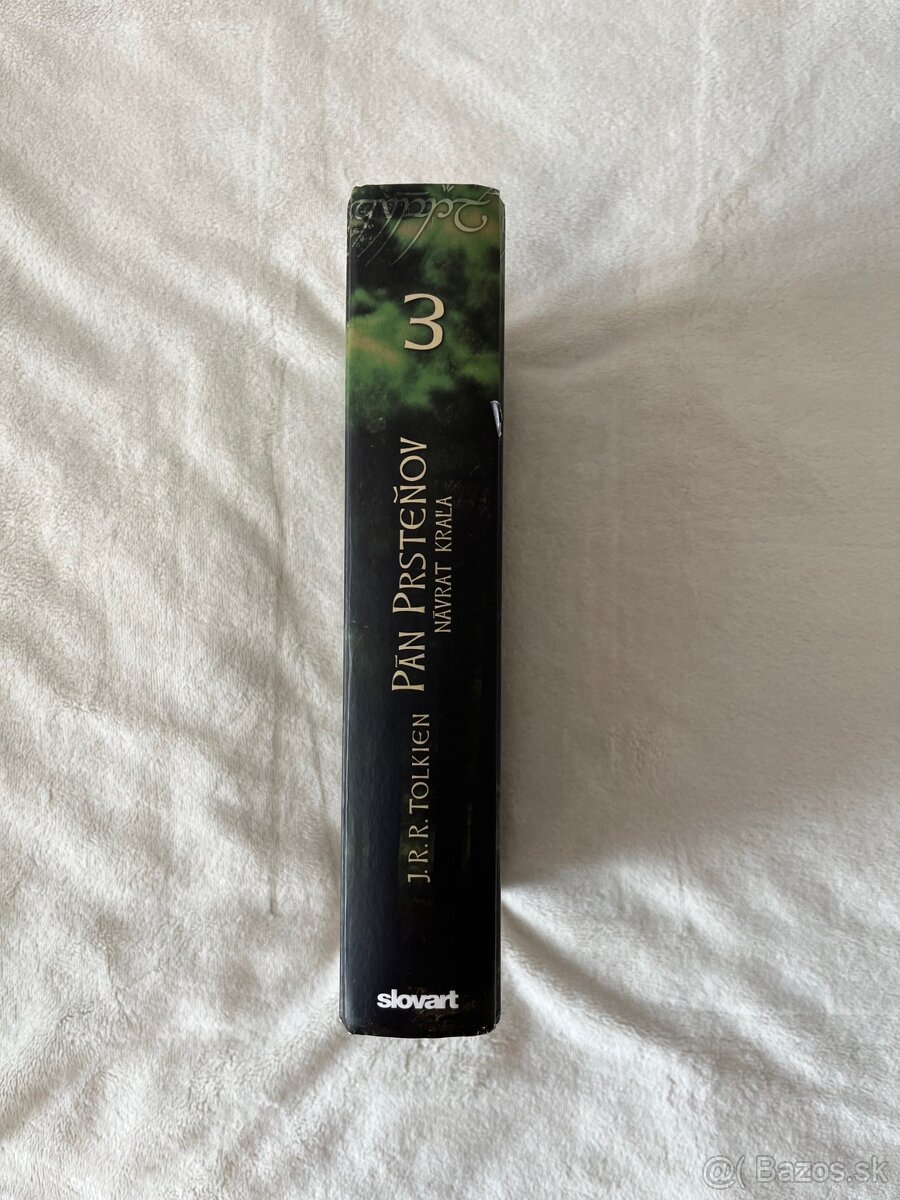 3
J.R.R. TOLKIEN PÁN PRSTEŇOV
NÁVRAT KRÁĽA
slovart
@( Bazos.sk